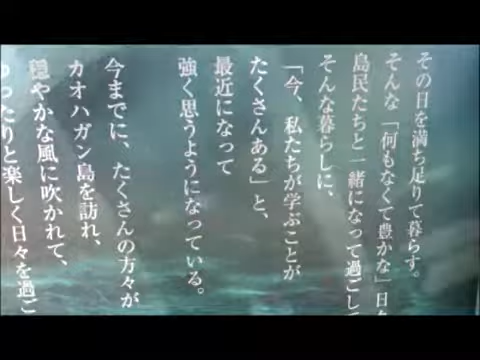 その日を満ち足りて暮らす。
そんな「何もなくて豊かな」日
島民たちと一緒になって過ごし
そんな暮らしに、
「今、私たちが学ぶことが
たくさんある」と、
最近になって
強く思うようになっている。
今までに、たくさんの方々が
カオハガン島を訪れ、
穏やかな風に吹かれて、
ったりと楽しく日々を過ご